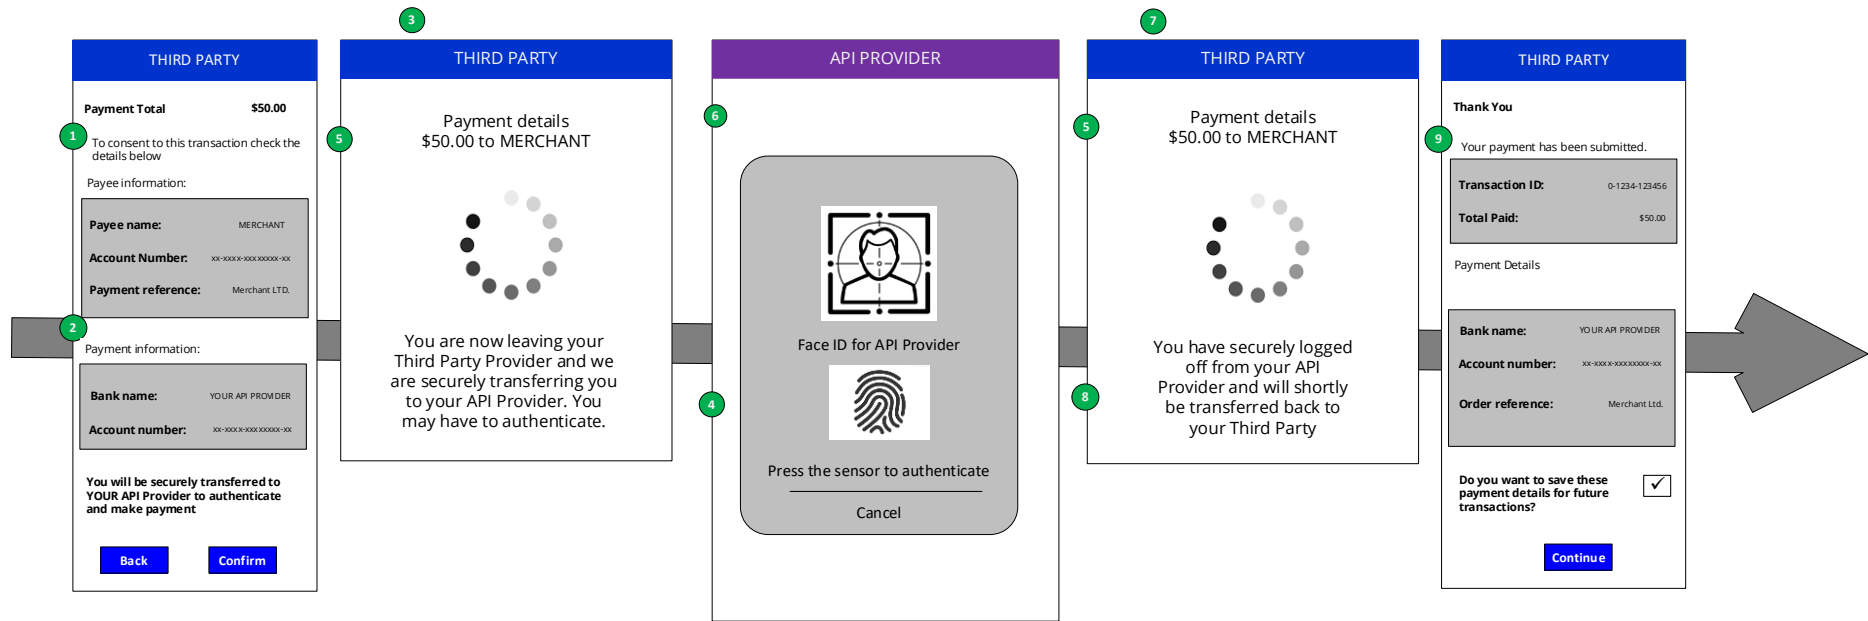 3
7
THIRD PARTY
Payment Total $50.00
1
To consent to this transaction check the
details below
Payee information:
Payee name: MERCHANT
Account Number: xx-xxxx-xxxxxxxx-xx
Payment reference: Merchant LTD.
2
Payment information:
Bank name: YOUR API PROVIDER
Account number: xx-xxxx-xxxxxxxx-xx
You will be securely transferred to
YOUR API Provider to authenticate
and make payment
Back Confirm
THIRD PARTY
5
Payment details
$50.00 to MERCHANT
You are now leaving your
Third Party Provider and we
are securely transferring you
to your API Provider. You
may have to authenticate.
API PROVIDER
6
Face ID for API Provider
4
Press the sensor to authenticate
Cancel
THIRD PARTY
5
Payment details
$50.00 to MERCHANT
You have securely logged
off from your API
Provider and will shortly
be transferred back to
your Third Party
8
THIRD PARTY
Thank You
9
Your payment has been submitted.
Transaction ID: 0-1234-123456
Total Paid: $50.00
Payment Details
Bank name: YOUR API PROVIDER
Account number: xx-xxxx-xxxxxxxx-xx
Order reference: Merchant Ltd.
Do you want to save these
payment details for future
transactions?
Continue